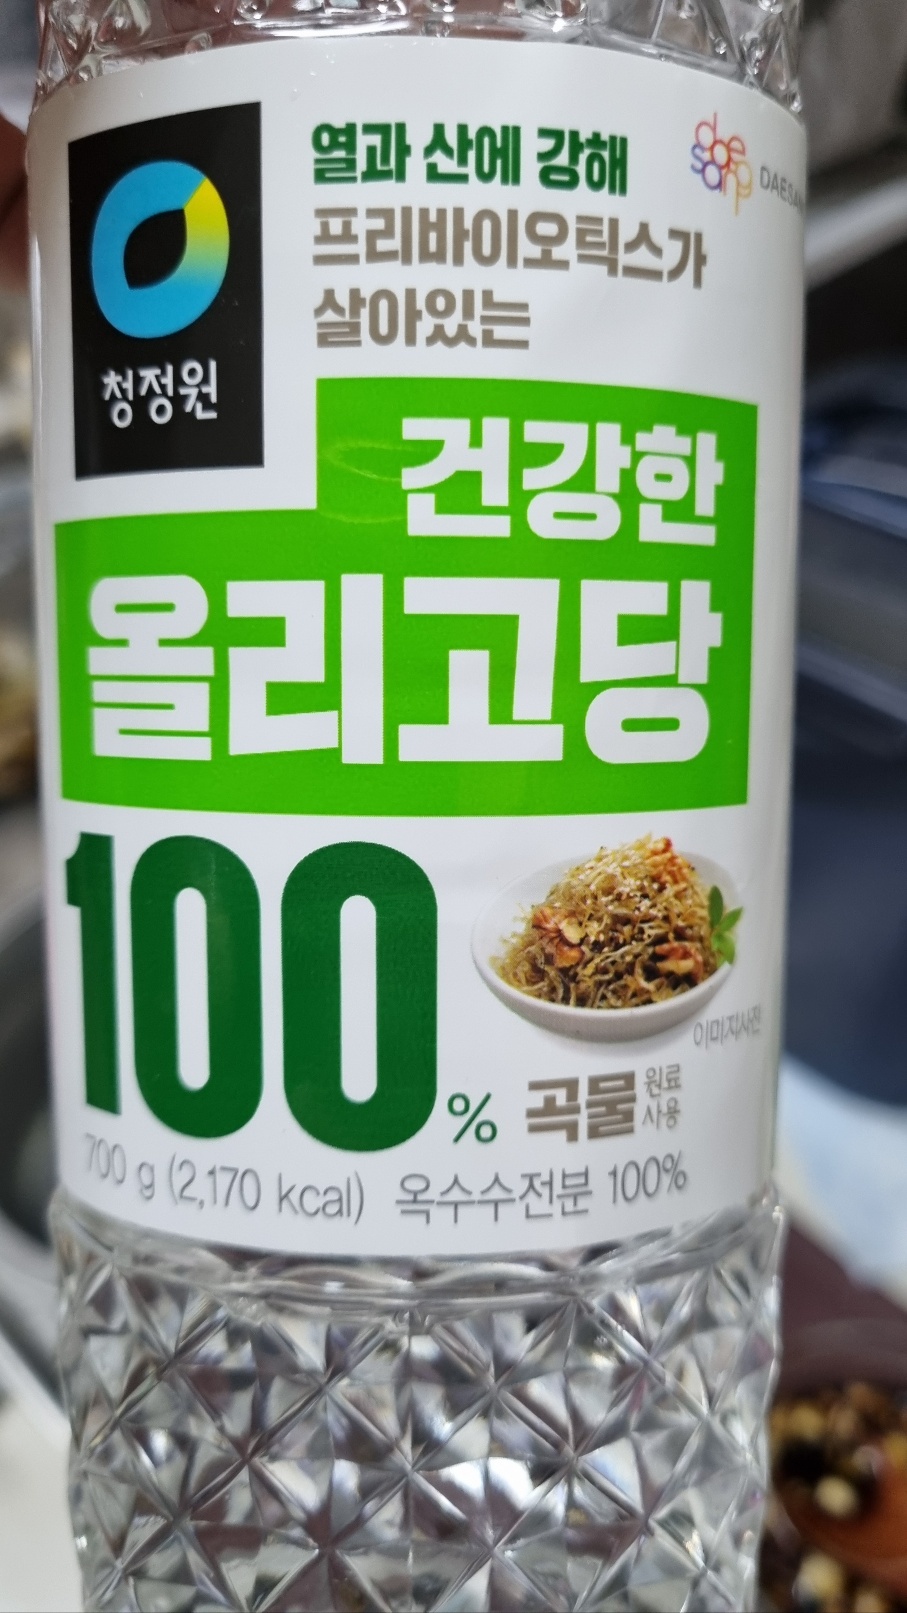 열과 산에 강해
프리바이오틱스가
살아있는
daesang
청정원
건강한
올리고당
100% 곡물 원료 사용
이미지사진
700 g (2,170 kcal) 옥수수전분 100%